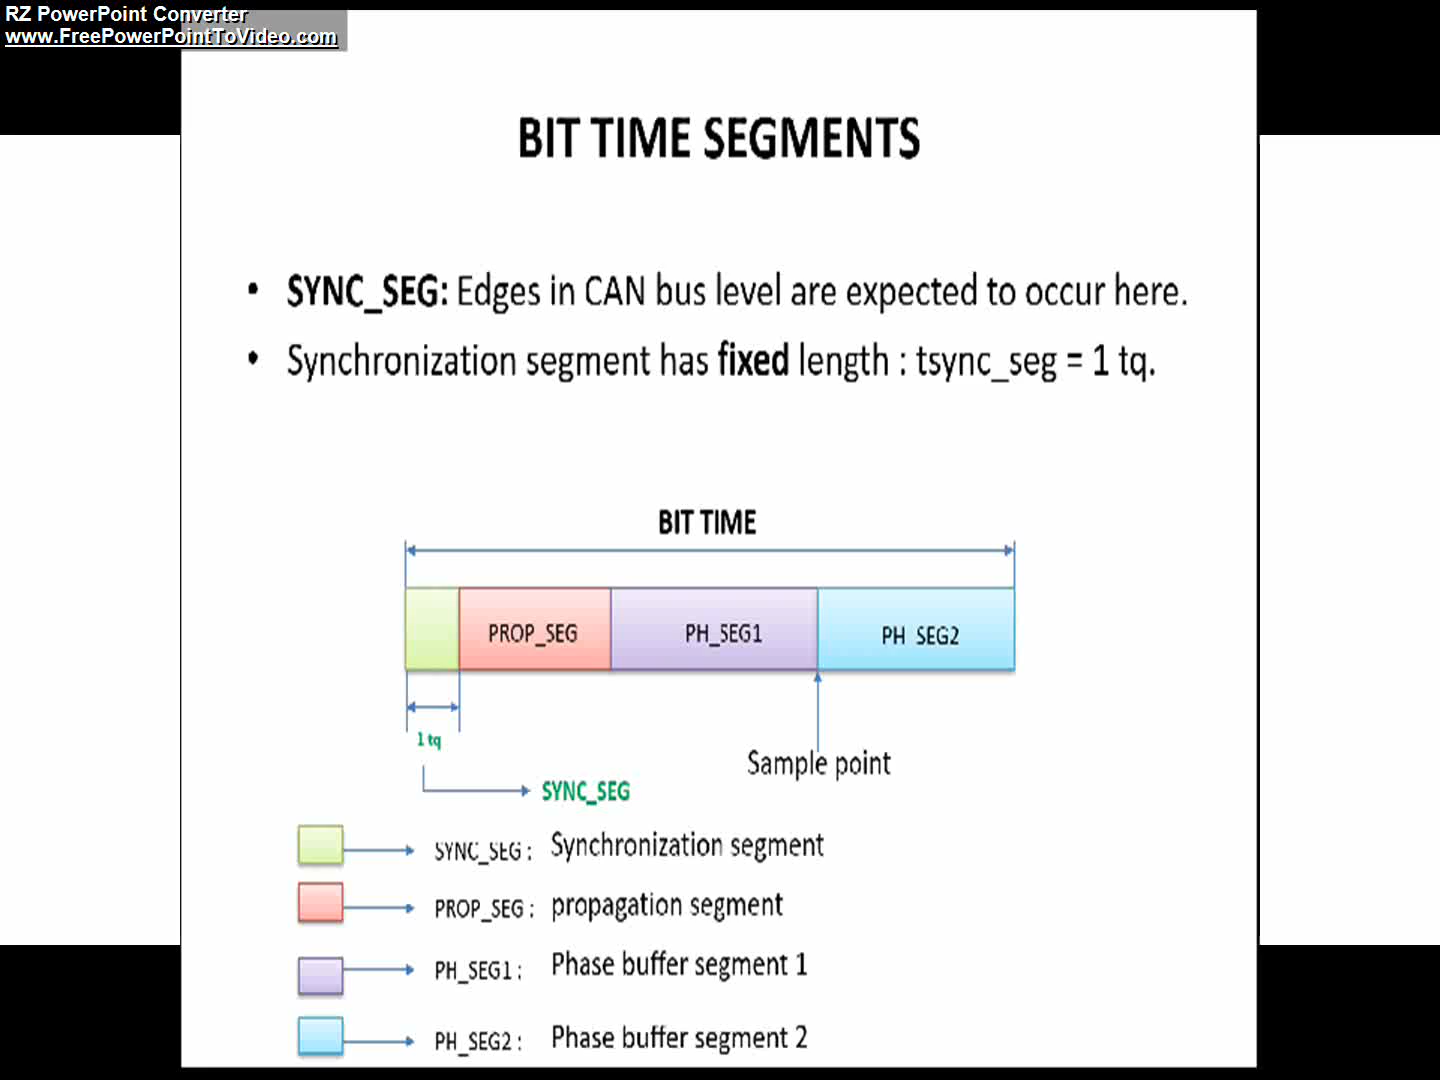 RZ PowerPoint Converter
www.FreePowerPointToVideo.com
BIT TIME SEGMENTS
• SYNC_SEG: Edges in CAN bus level are expected to occur here.
• Synchronization segment has fixed length : tsync_seg = 1 tq.
BIT TIME
PROP_SEG PH_SEG1 PH SEG2
1 tq
Sample point
SYNC_SEG
SYNC_SEG : Synchronization segment
PROP_SEG : propagation segment
PH_SEG1 : Phase buffer segment 1
PH_SEG2 : Phase buffer segment 2